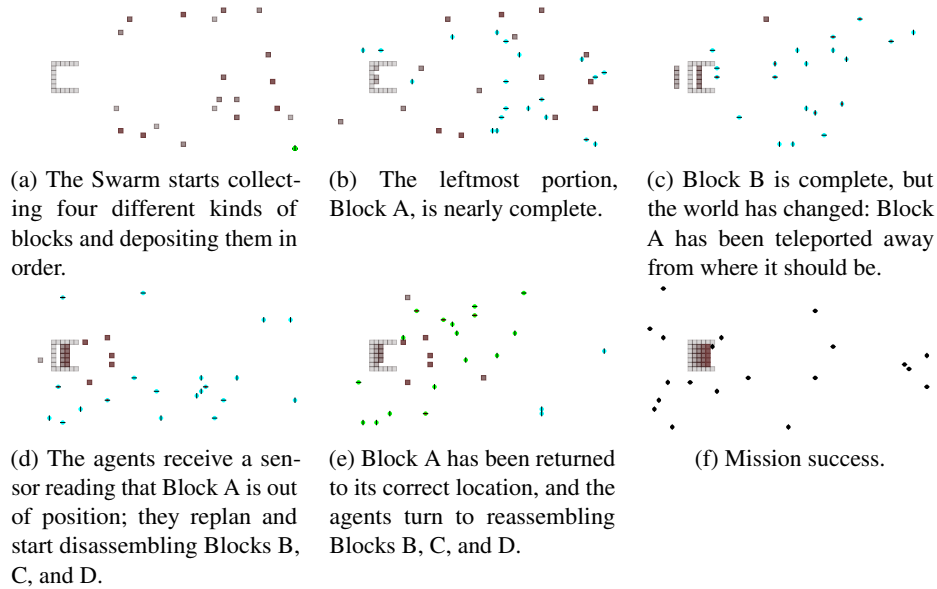 (a) The Swarm starts collect-
ing four different kinds of
blocks and depositing them in
order.
(b) The leftmost portion,
Block A, is nearly complete.
(c) Block B is complete, but
the world has changed: Block
A has been teleported away
from where it should be.
(d) The agents receive a sen-
sor reading that Block A is out
of position; they replan and
start disassembling Blocks B,
C, and D.
(e) Block A has been returned
to its correct location, and the
agents turn to reassembling
Blocks B, C, and D.
(f) Mission success.